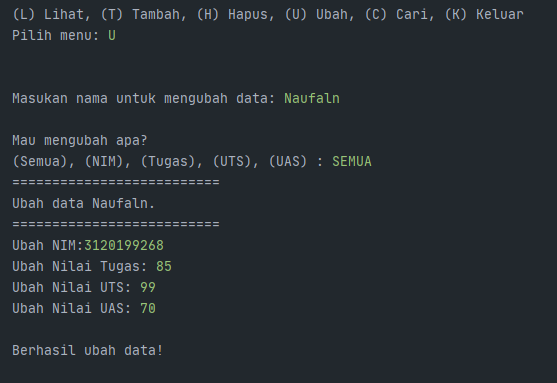 (L) Lihat, (T) Tambah, (H) Hapus, (U) Ubah, (C) Cari, (K) Keluar
Pilih menu: U
Masukan nama untuk mengubah data: Naufaln
Mau mengubah apa?
(Semua), (NIM), (Tugas), (UTS), (UAS) : SEMUA
==========================
Ubah data Naufaln.
==========================
Ubah NIM:3120199268
Ubah Nilai Tugas: 85
Ubah Nilai UTS: 99
Ubah Nilai UAS: 70
Berhasil ubah data!